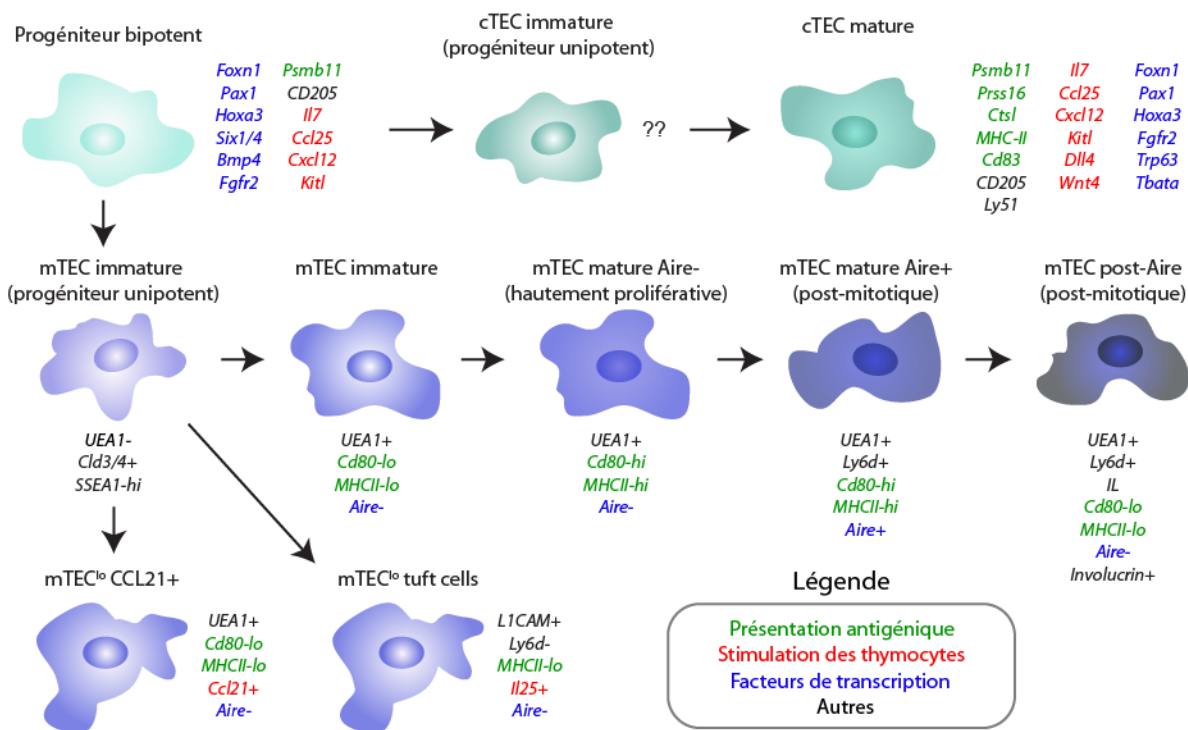 Progéniteur bipotent
Foxn1 Psmb11
Pax1 CD205
Hoxa3 Il7
Six1/4 Ccl25
Bmp4 Cxcl12
Fgfr2 Kitl
cTEC immature
(progéniteur unipotent)
??
cTEC mature
Psmb11 Il7 Foxn1
Prss16 Ccl25 Pax1
Ctsl Cxcl12 Hoxa3
MHC-II Kitl Fgfr2
Cd83 Dll4 Trp63
CD205 Wnt4 Tbata
Ly51
mTEC immature
(progéniteur unipotent)
UEA1-
Cld3/4+
SSEA1-hi
mTEC immature
UEA1+
Cd80-lo
MHCII-lo
Aire-
mTEC mature Aire-
(hautement proliférative)
UEA1+
Cd80-hi
MHCII-hi
Aire-
mTEC mature Aire+
(post-mitotique)
UEA1+
Ly6d+
Cd80-hi
MHCII-hi
Aire+
mTEC post-Aire
(post-mitotique)
UEA1+
Ly6d+
IL
Cd80-lo
MHCII-lo
Aire-
Involucrin+
mTECˡᵒ CCL21+
UEA1+
Cd80-lo
MHCII-lo
Ccl21+
Aire-
mTECˡᵒ tuft cells
L1CAM+
Ly6d-
MHCII-lo
Il25+
Aire-
Légende
Présentation antigénique
Stimulation des thymocytes
Facteurs de transcription
Autres